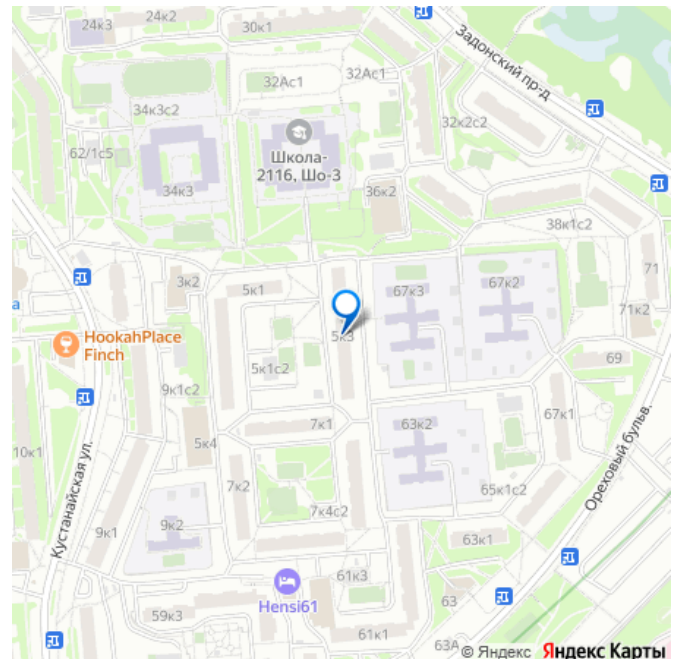 24к3
24к2
30к1
Задонский пр-д
32Ас1
32Ас1
34к3с2
32к2с2
62/1с5
Школа-
2116, Шо-3
34к3
36к2
38к1с2
3к2
5к1
67к3
67к2
71
а
71к2
HookahPlace
Finch
5к3
5к1с2
69
9к1с2
10к1
5к4
7к1
63к2
67к1
Ореховый бульв.
Кустанайская ул.
7к2
65к1с2
7к4с2
9к1
9к2
63к1
61к3
Hensi61
63
59к3
61к1
63А
© Яндекс Яндекс Карты